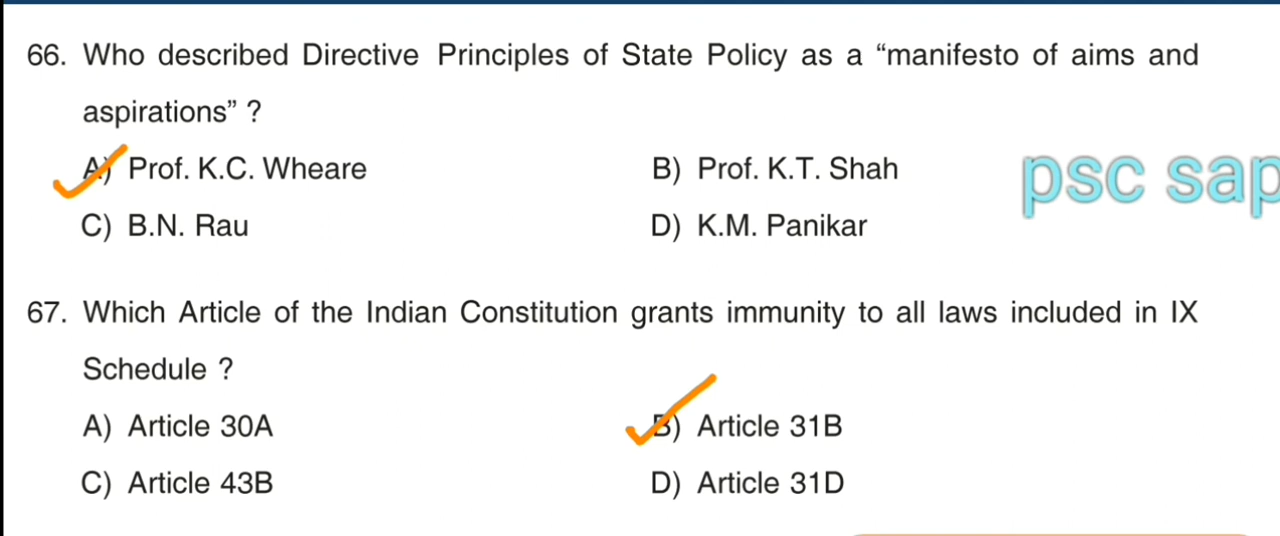 66. Who described Directive Principles of State Policy as a “manifesto of aims and
aspirations” ?
A) Prof. K.C. Wheare
B) Prof. K.T. Shah
C) B.N. Rau
D) K.M. Panikar
psc sap
67. Which Article of the Indian Constitution grants immunity to all laws included in IX
Schedule ?
A) Article 30A
B) Article 31B
C) Article 43B
D) Article 31D